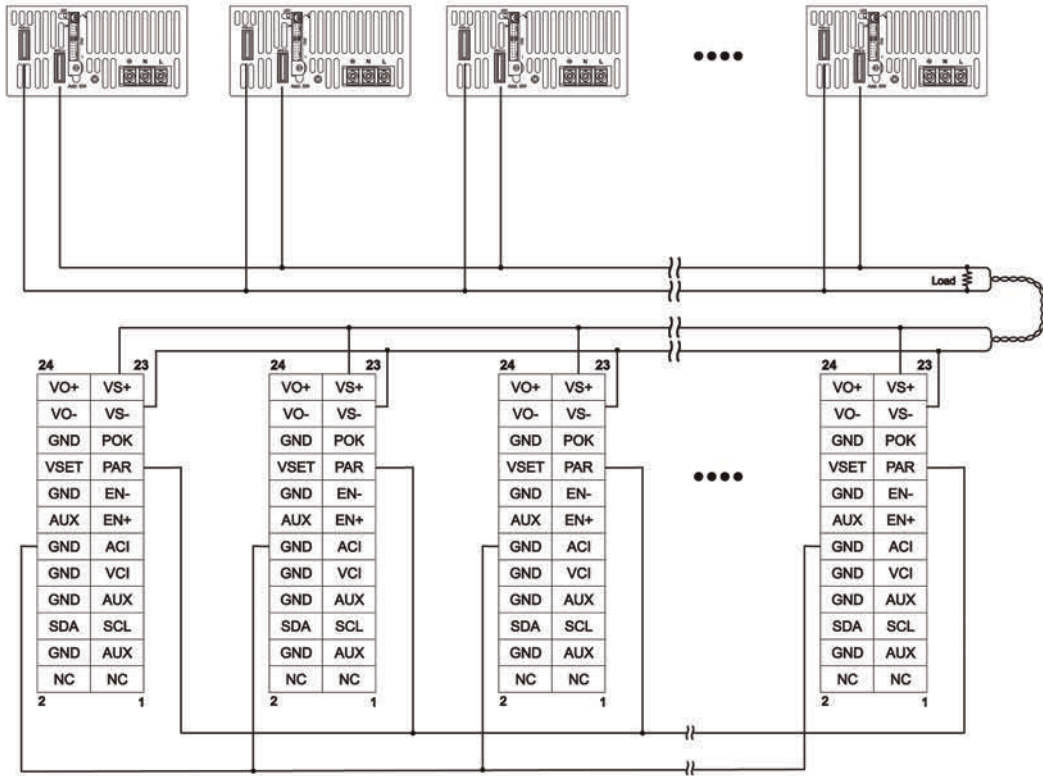 ⏚ N L
⏚ N L
⏚ N L
⏚ N L
Load
24 23
VO+ VS+
VO- VS-
GND POK
VSET PAR
GND EN-
AUX EN+
GND ACI
GND VCI
GND AUX
SDA SCL
GND AUX
NC NC
2 1
24 23
VO+ VS+
VO- VS-
GND POK
VSET PAR
GND EN-
AUX EN+
GND ACI
GND VCI
GND AUX
SDA SCL
GND AUX
NC NC
2 1
24 23
VO+ VS+
VO- VS-
GND POK
VSET PAR
GND EN-
AUX EN+
GND ACI
GND VCI
GND AUX
SDA SCL
GND AUX
NC NC
2 1
24 23
VO+ VS+
VO- VS-
GND POK
VSET PAR
GND EN-
AUX EN+
GND ACI
GND VCI
GND AUX
SDA SCL
GND AUX
NC NC
2 1